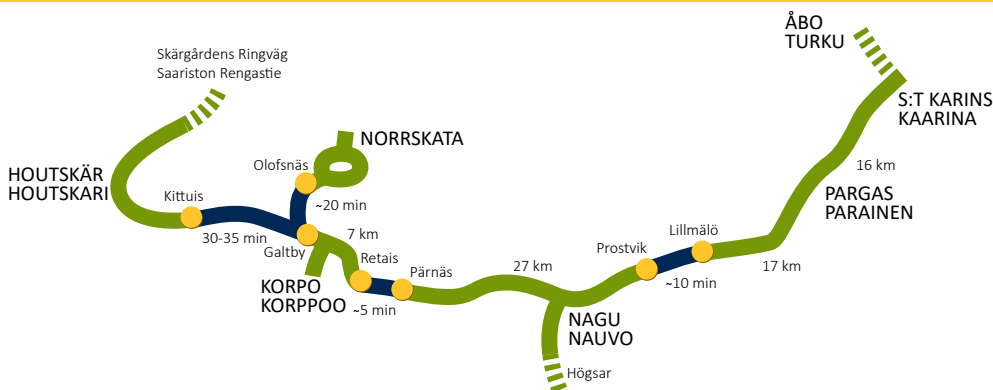 ÅBO
TURKU
Skärgårdens Ringväg
Saariston Rengastie
S:T KARINS
KAARINA
NORRSKATA
Olofsnäs
16 km
HOUTSKÄR
HOUTSKARI
Kittuis
~20 min
PARGAS
PARAINEN
30-35 min
Galtby
7 km
Lillmälö
Prostvik
Retais
Pärnäs
27 km
17 km
KORPO
KORPPOO
~5 min
~10 min
NAGU
NAUVO
Högsar